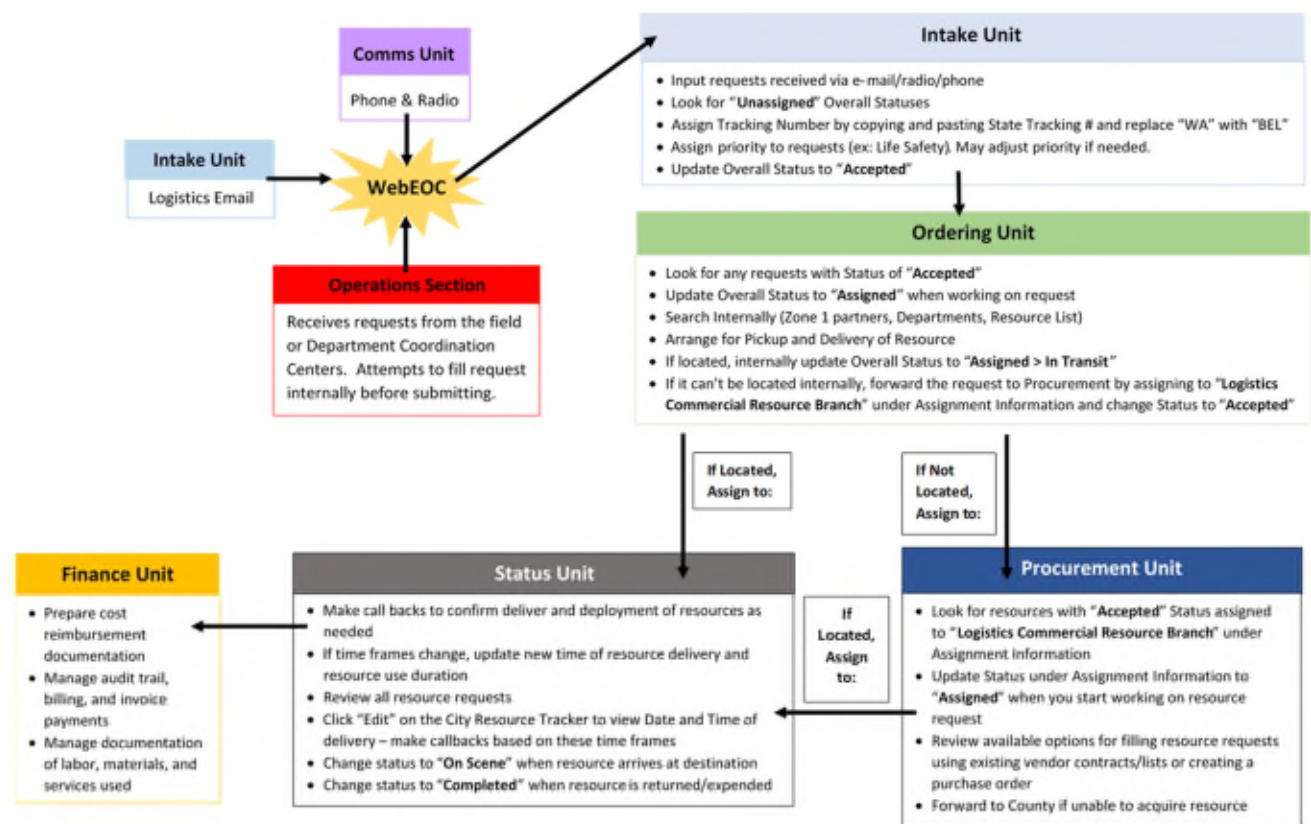 Comms Unit
Phone & Radio
Intake Unit
Logistics Email
WebEOC
Operations Section
Receives requests from the field
or Department Coordination
Centers.  Attempts to fill request
internally before submitting.
Intake Unit
• Input requests received via e-mail/radio/phone
• Look for “Unassigned” Overall Statuses
• Assign Tracking Number by copying and pasting State Tracking # and replace “WA” with “BEL”
• Assign priority to requests (ex: Life Safety). May adjust priority if needed.
• Update Overall Status to “Accepted”
Ordering Unit
• Look for any requests with Status of “Accepted”
• Update Overall Status to “Assigned” when working on request
• Search Internally (Zone 1 partners, Departments, Resource List)
• Arrange for Pickup and Delivery of Resource
• If located, internally update Overall Status to “Assigned > In Transit”
• If it can’t be located internally, forward the request to Procurement by assigning to “Logistics
Commercial Resource Branch” under Assignment Information and change Status to “Accepted”
If Located,
Assign to:
If Not
Located,
Assign to:
Finance Unit
• Prepare cost
reimbursement
documentation
• Manage audit trail,
billing, and invoice
payments
• Manage documentation
of labor, materials, and
services used
Status Unit
• Make call backs to confirm deliver and deployment of resources as
needed
• If time frames change, update new time of resource delivery and
resource use duration
• Review all resource requests
• Click “Edit” on the City Resource Tracker to view Date and Time of
delivery – make callbacks based on these time frames
• Change status to “On Scene” when resource arrives at destination
• Change status to “Completed” when resource is returned/expended
If
Located,
Assign
to:
Procurement Unit
• Look for resources with “Accepted” Status assigned
to “Logistics Commercial Resource Branch” under
Assignment Information
• Update Status under Assignment Information to
“Assigned” when you start working on resource
request
• Review available options for filling resource requests
using existing vendor contracts/lists or creating a
purchase order
• Forward to County if unable to acquire resource